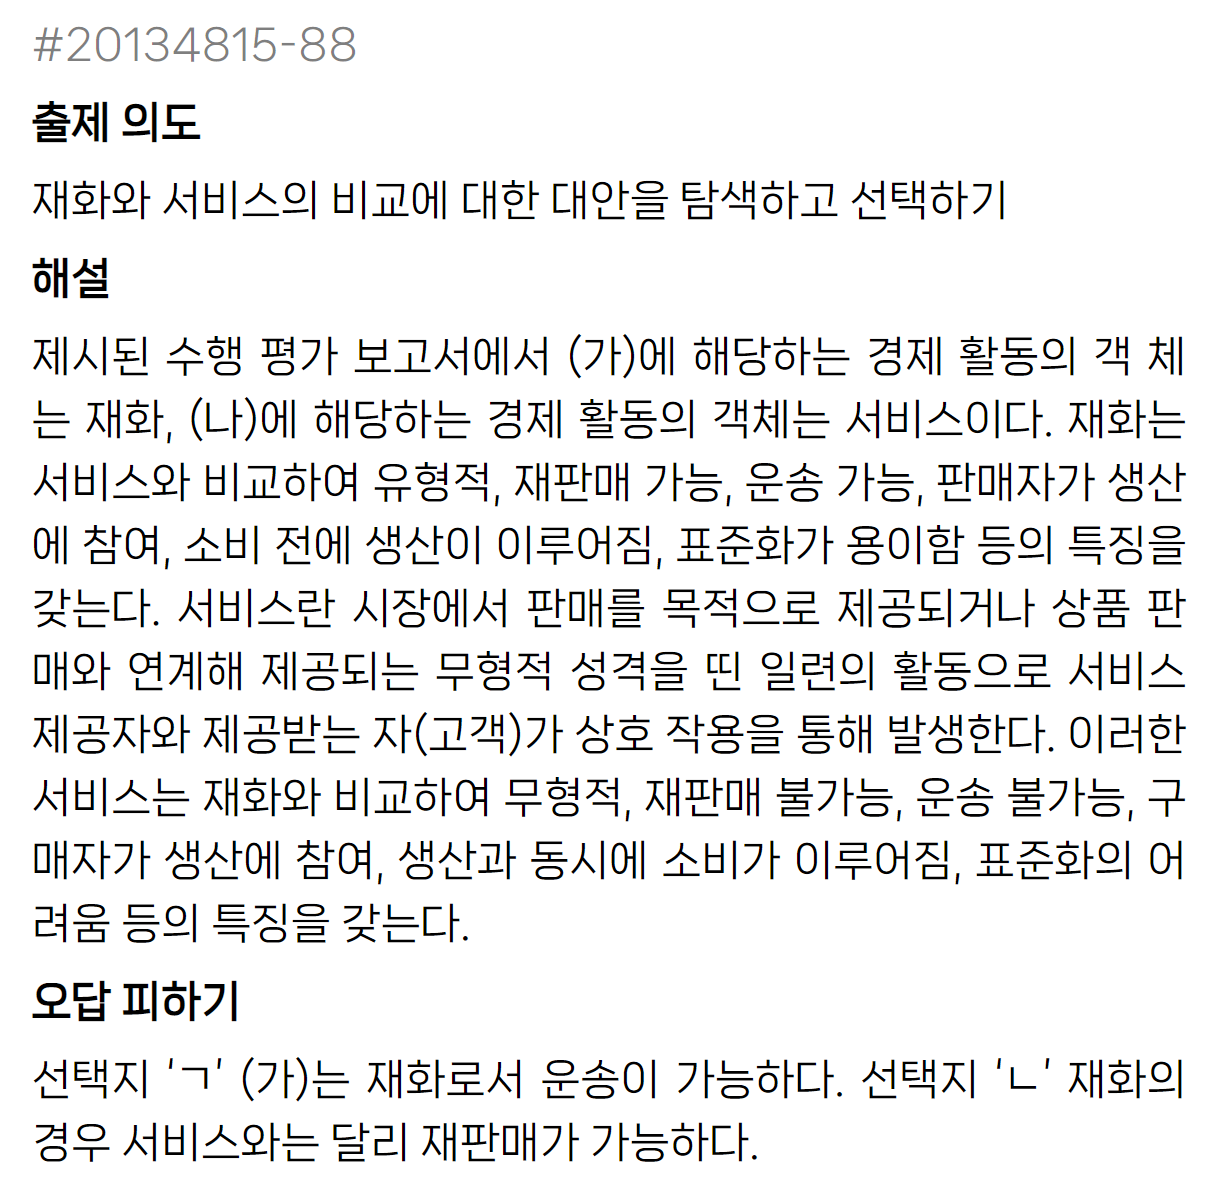 #20134815-88
출제 의도
재화와 서비스의 비교에 대한 대안을 탐색하고 선택하기
해설
제시된 수행 평가 보고서에서 (가)에 해당하는 경제 활동의 객 체
는 재화, (나)에 해당하는 경제 활동의 객체는 서비스이다. 재화는
서비스와 비교하여 유형적, 재판매 가능, 운송 가능, 판매자가 생산
에 참여, 소비 전에 생산이 이루어짐, 표준화가 용이함 등의 특징을
갖는다. 서비스란 시장에서 판매를 목적으로 제공되거나 상품 판
매와 연계해 제공되는 무형적 성격을 띤 일련의 활동으로 서비스
제공자와 제공받는 자(고객)가 상호 작용을 통해 발생한다. 이러한
서비스는 재화와 비교하여 무형적, 재판매 불가능, 운송 불가능, 구
매자가 생산에 참여, 생산과 동시에 소비가 이루어짐, 표준화의 어
려움 등의 특징을 갖는다.
오답 피하기
선택지 ‘ㄱ’ (가)는 재화로서 운송이 가능하다. 선택지 ‘ㄴ’ 재화의
경우 서비스와는 달리 재판매가 가능하다.